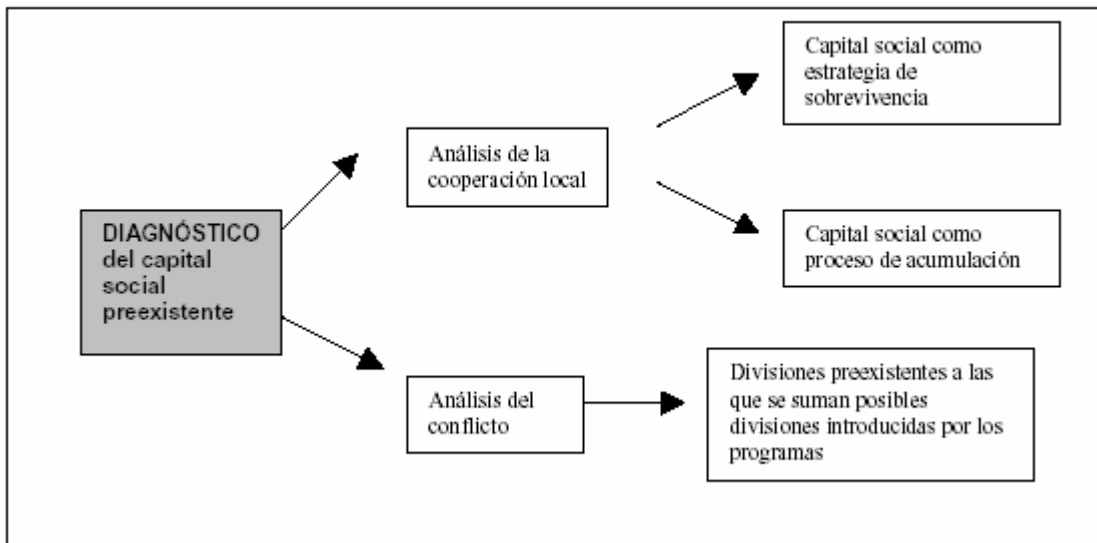 Capital social como
estrategia de
sobrevivencia
Análisis de la
cooperación local
DIAGNÓSTICO
del capital
social
preexistente
Capital social como
proceso de acumulación
Análisis del
conflicto
Divisiones preexistentes a las
que se suman posibles
divisiones introducidas por los
programas